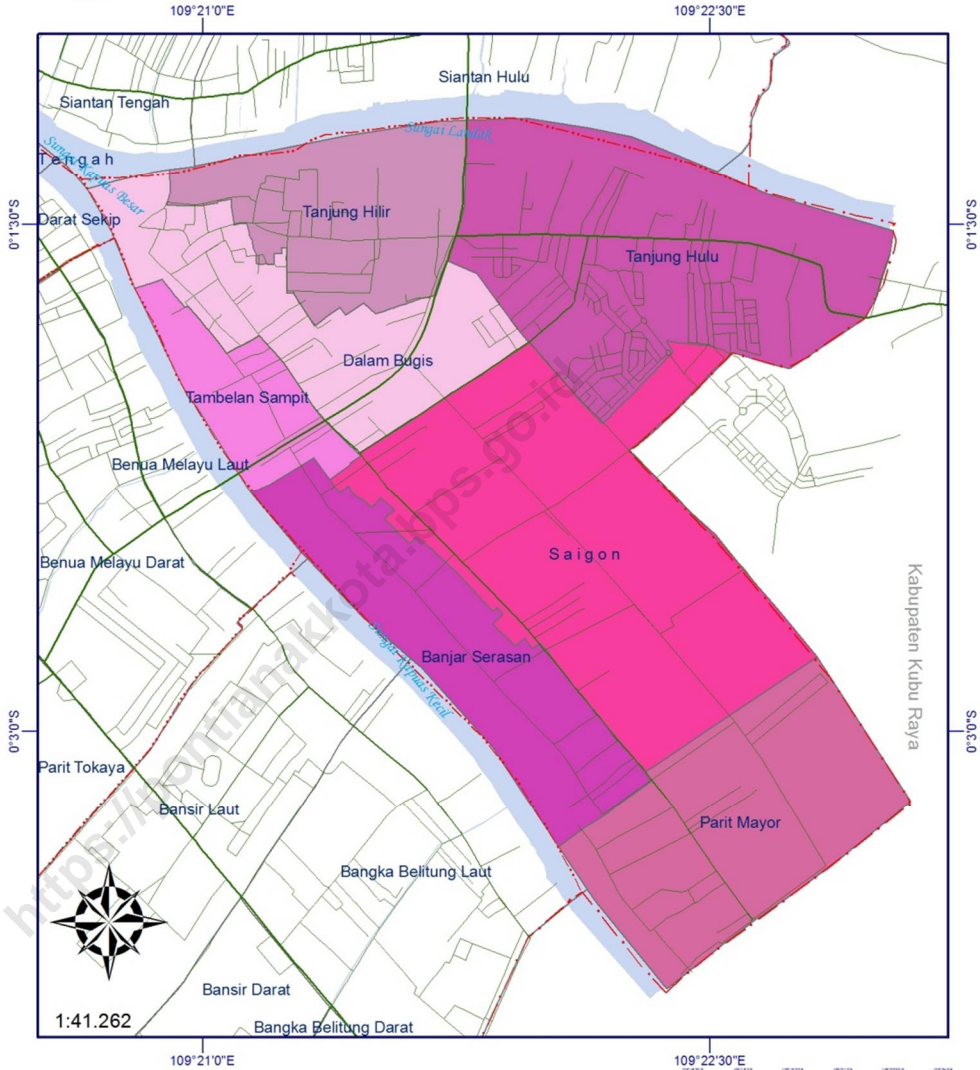 109°21'0"E
109°22'30"E
Siantan Hulu
Siantan Tengah
Sungai Landak
Tengah
Sungai Kapuas Besar
Darat Sekip
Tanjung Hilir
0°1'30"S
0°1'30"S
Tanjung Hulu
Dalam Bugis
Tambelan Sampit
Benua Melayu Laut
Saigon
Benua Melayu Darat
Kabupaten Kubu Raya
Banjar Serasan
Sungai Kapuas Kecil
0°3'0"S
0°3'0"S
Parit Tokaya
Bansir Laut
Parit Mayor
Bangka Belitung Laut
https://pontianakkota.bps.go.id
Bansir Darat
1:41.262
Bangka Belitung Darat
109°21'0"E
109°22'30"E